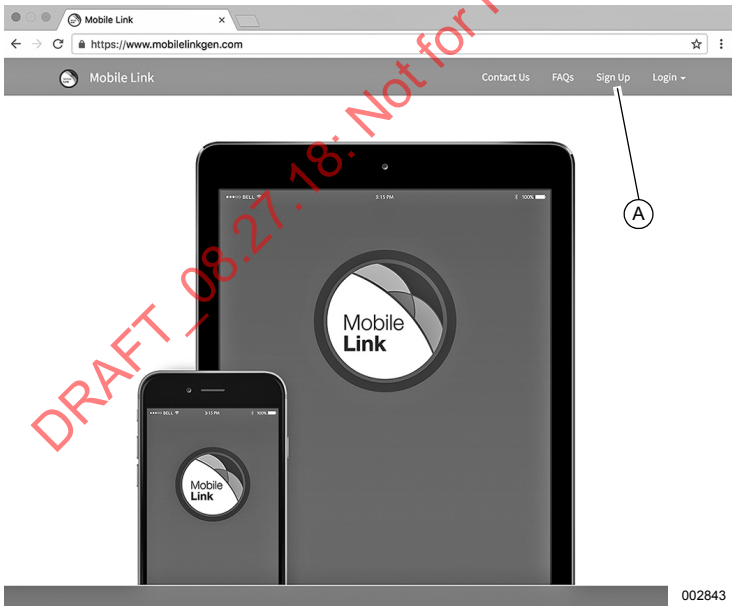 Mobile Link
https://www.mobilelinkgen.com
Mobile Link Contact Us FAQs Sign Up Login
A
BELL 3:15 PM 100%
Mobile
Link
BELL 3:15 PM 100%
Mobile
Link
DRAFT_08.27.18: Not for
002843